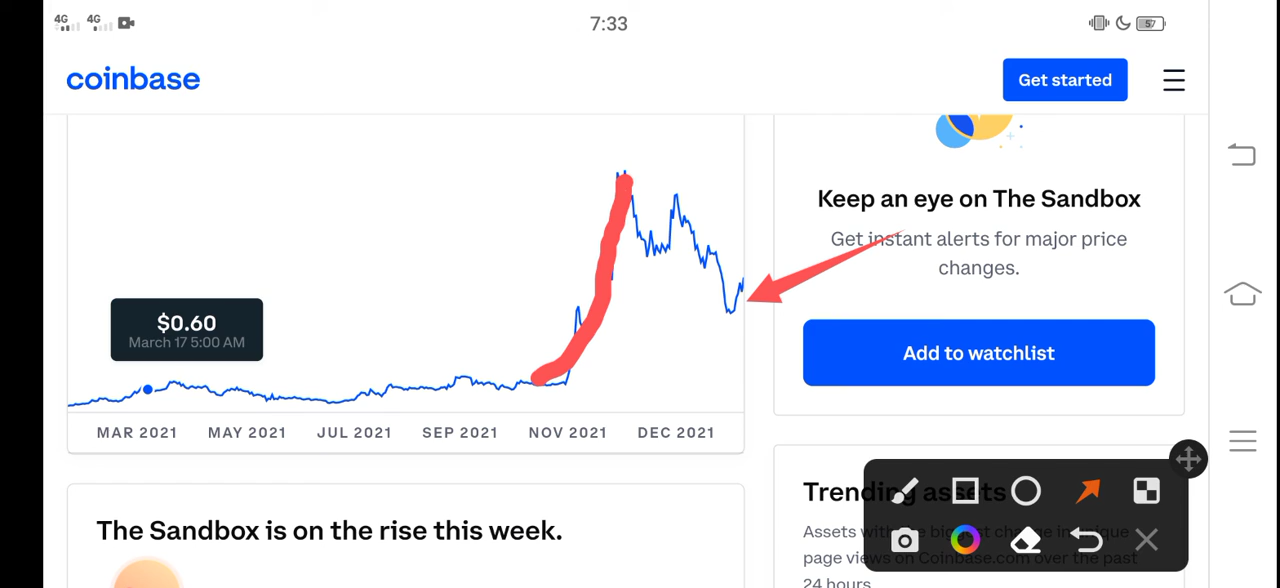 4G 4G 7:33 57
coinbase
Get started
Keep an eye on The Sandbox
Get instant alerts for major price
changes.
$0.60
March 17 5:00 AM
Add to watchlist
MAR 2021 MAY 2021 JUL 2021 SEP 2021 NOV 2021 DEC 2021
The Sandbox is on the rise this week.
Trending assets
Assets with the biggest change in unique
page views on Coinbase.com over the past
24 hours